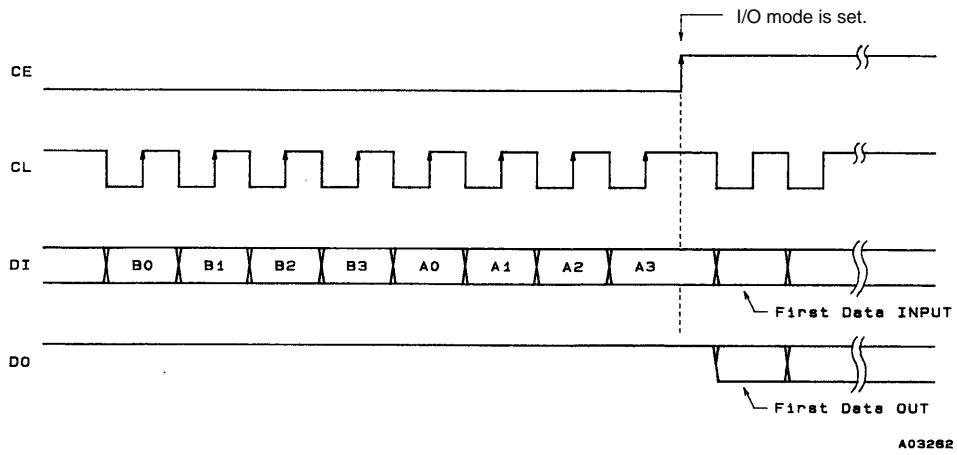 I/O mode is set.
CE
CL
DI B0 B1 B2 B3 A0 A1 A2 A3
First Data INPUT
DO
First Data OUT
A03262